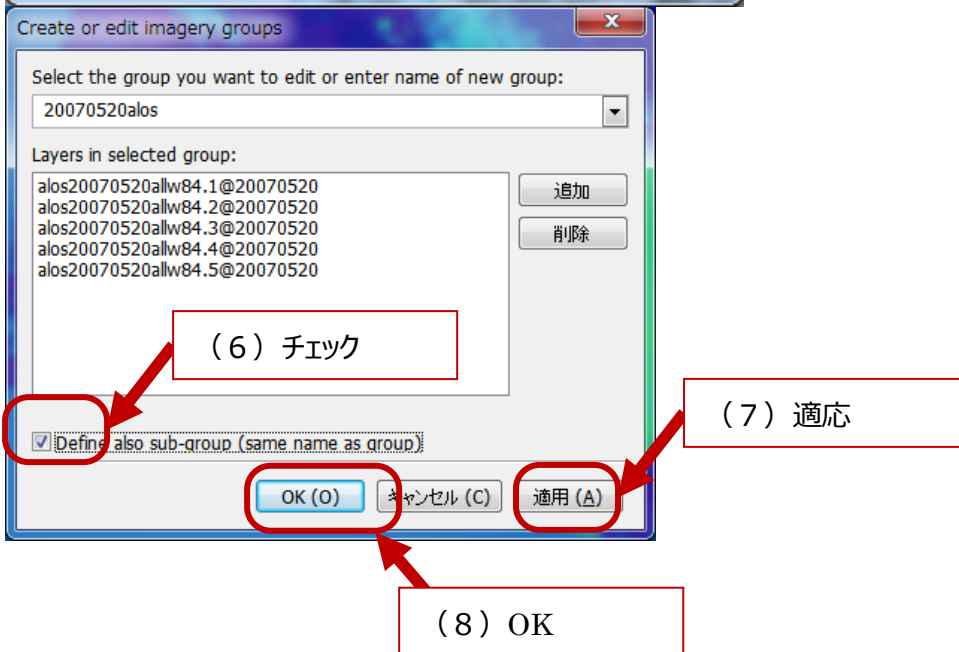 Create or edit imagery groups
x
Select the group you want to edit or enter name of new group:
20070520alos
Layers in selected group:
alos20070520allw84.1@20070520
alos20070520allw84.2@20070520
alos20070520allw84.3@20070520
alos20070520allw84.4@20070520
alos20070520allw84.5@20070520
追加
削除
（６）チェック
（７）適応
Define also sub-group (same name as group)
OK (O)
キャンセル (C)
適用 (A)
（８）OK